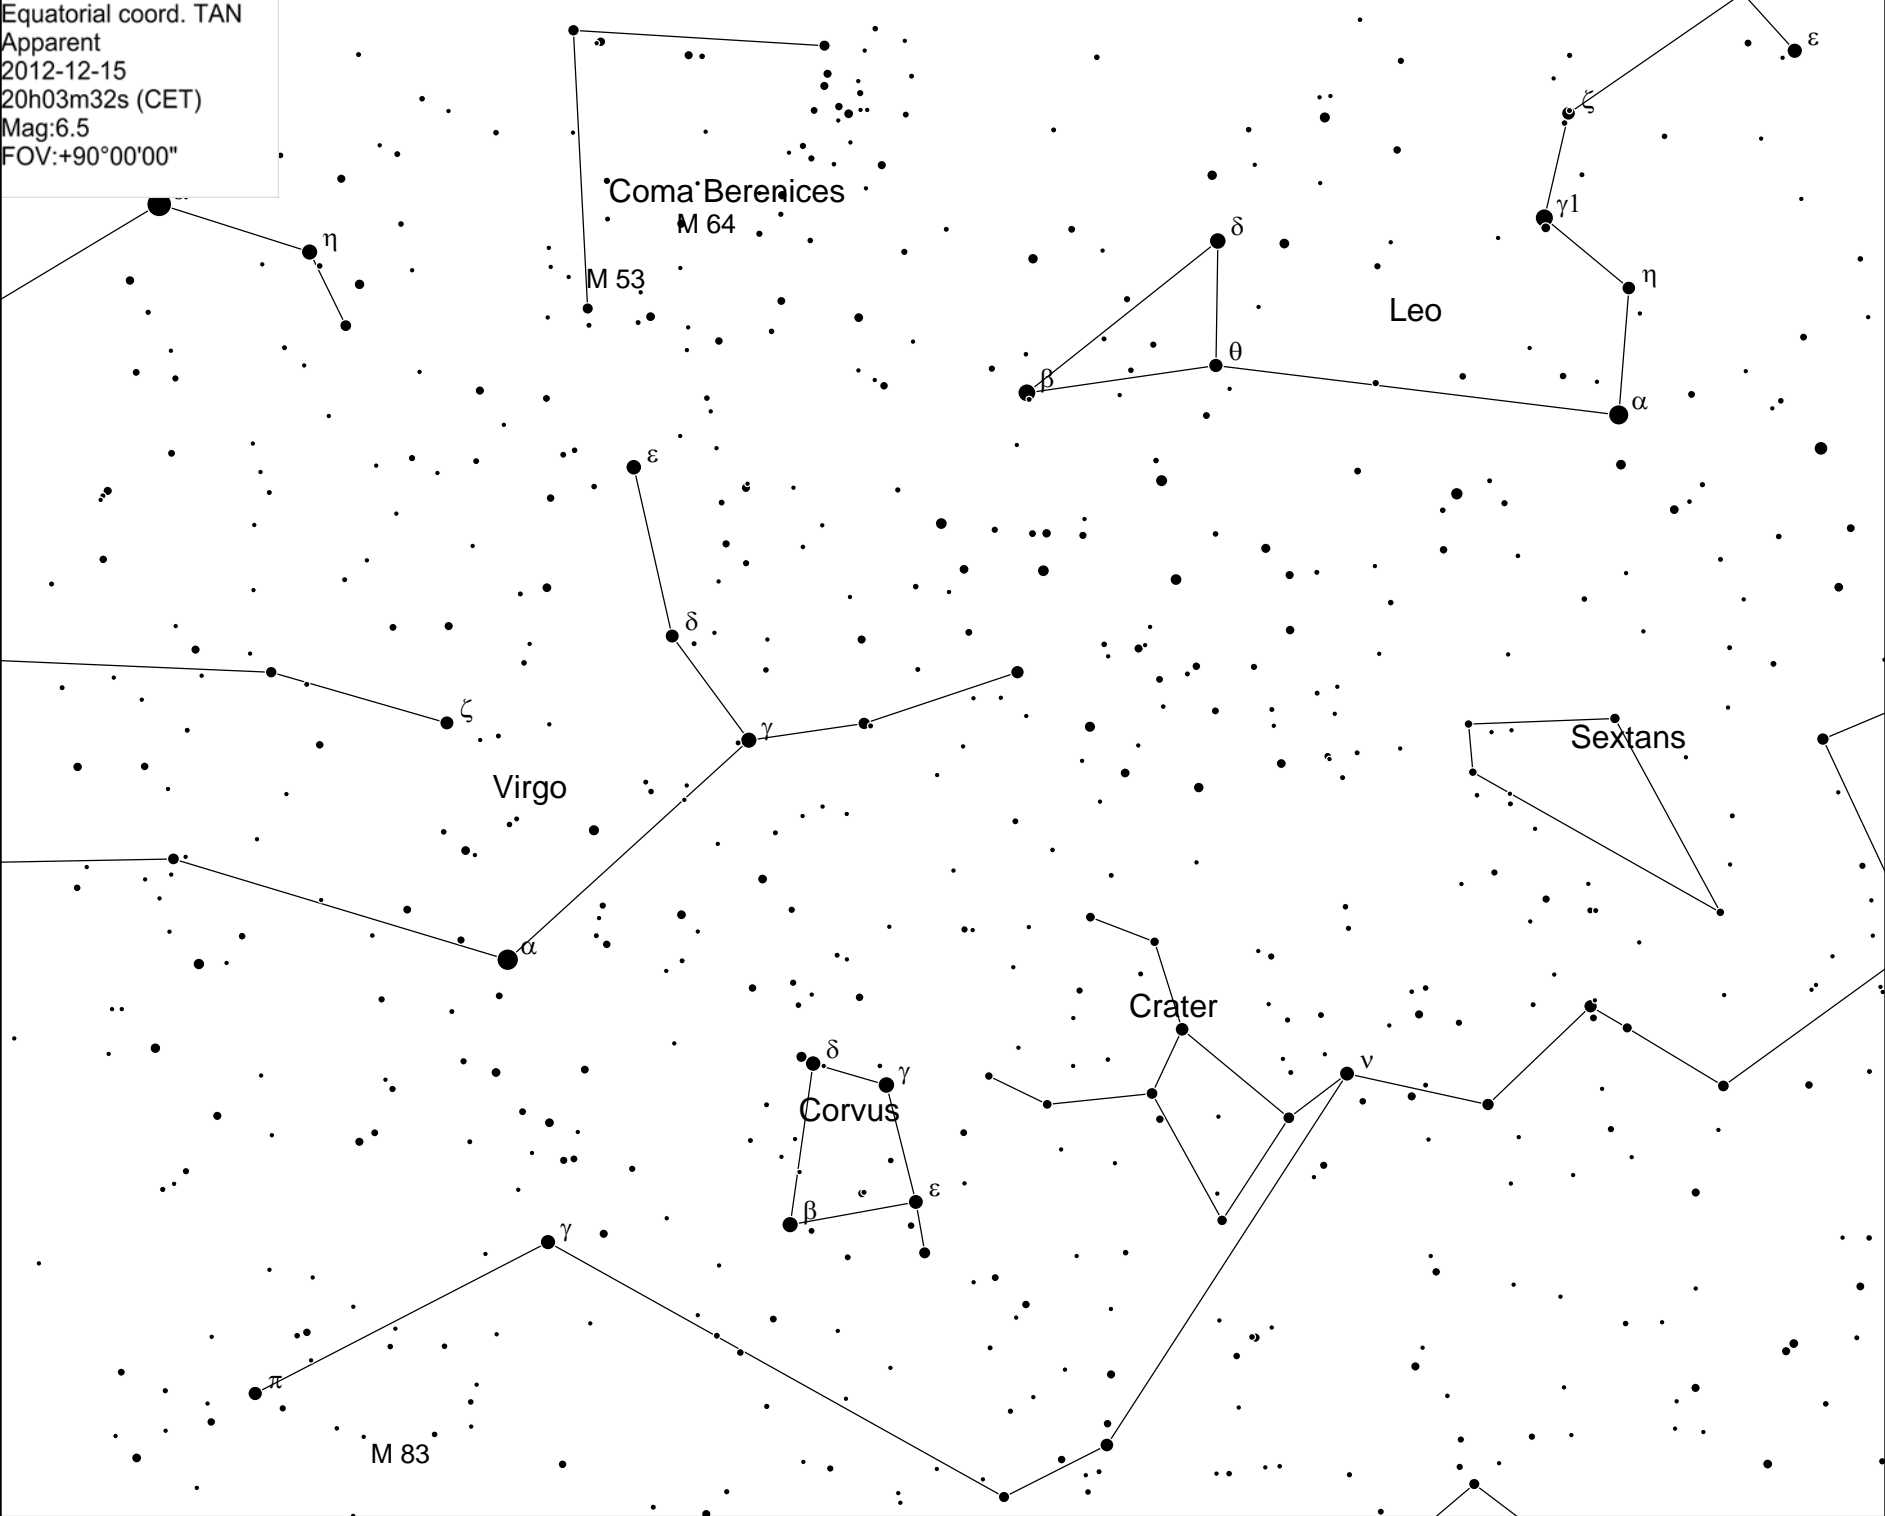 Equatorial coord. TAN
Apparent
2012-12-15
20h03m32s (CET)
Mag:6.5
FOV:+90°00'00"
ε
ζ
Coma Berenices
γ1
M 64
δ
η
η
M 53
Leo
θ
β
α
ε
δ
ζ
γ
Sextans
Virgo
α
Crater
δ
ν
γ
Corvus
ε
β
γ
π
M 83